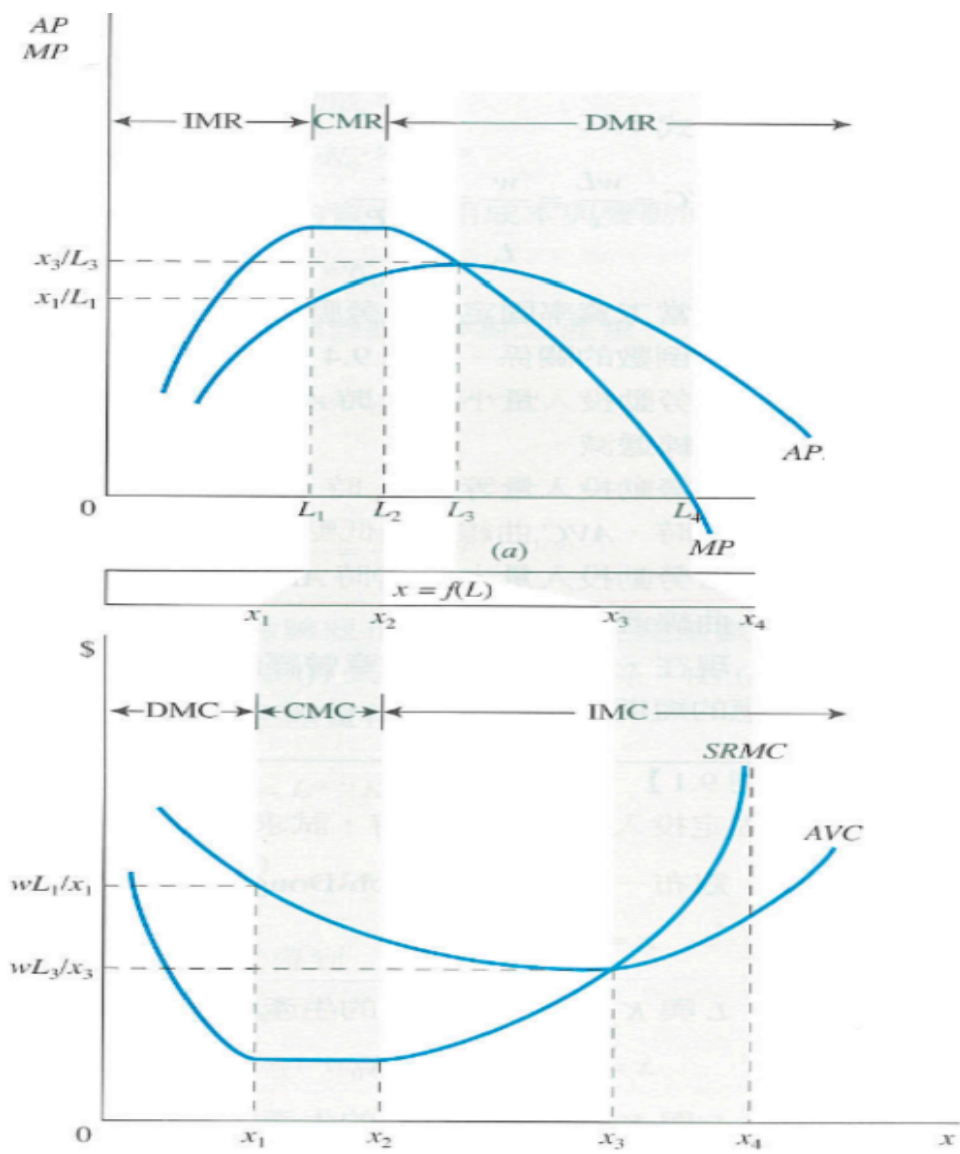 AP
MP
IMR CMR DMR
x₃/L₃
x₁/L₁
AP
0 L₁ L₂ L₃ L₄
MP
(a)
x = f(L)
x₁ x₂ x₃ x₄
$
DMC CMC IMC
SRMC
AVC
wL₁/x₁
wL₃/x₃
0 x₁ x₂ x₃ x₄ x